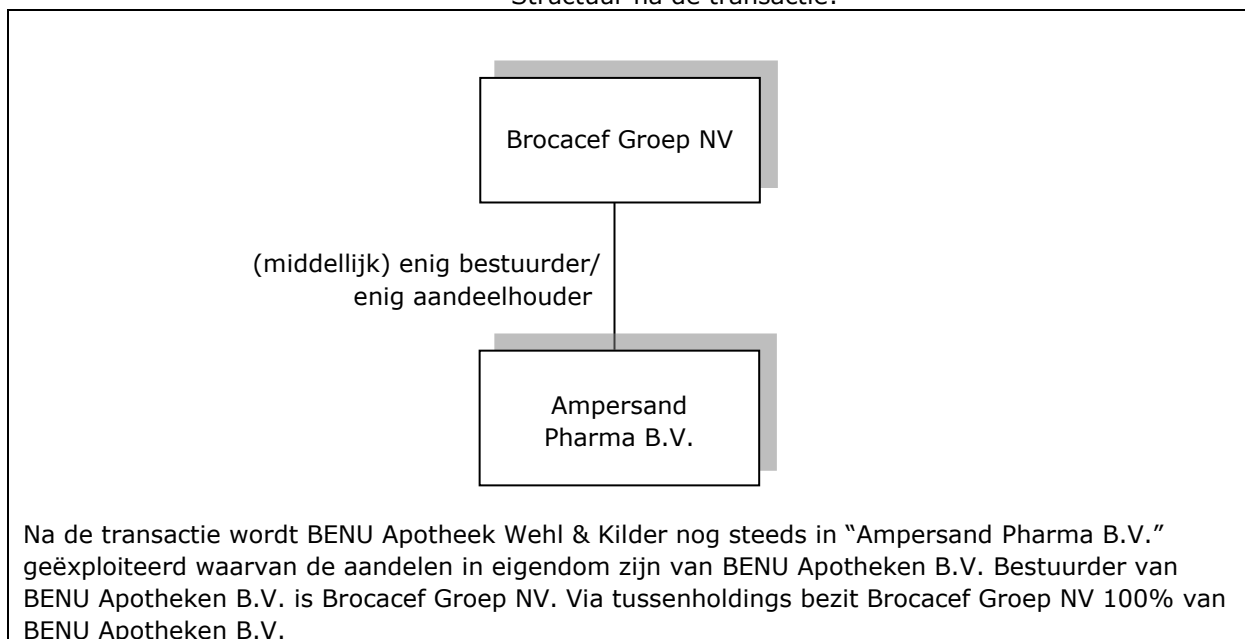 Structuur na de transactie:
Brocacef Groep NV
(middellijk) enig bestuurder/
enig aandeelhouder
Ampersand
Pharma B.V.
Na de transactie wordt BENU Apotheek Wehl & Kilder nog steeds in “Ampersand Pharma B.V.”
geëxploiteerd waarvan de aandelen in eigendom zijn van BENU Apotheken B.V. Bestuurder van
BENU Apotheken B.V. is Brocacef Groep NV. Via tussenholdings bezit Brocacef Groep NV 100% van
BENU Apotheken B.V.